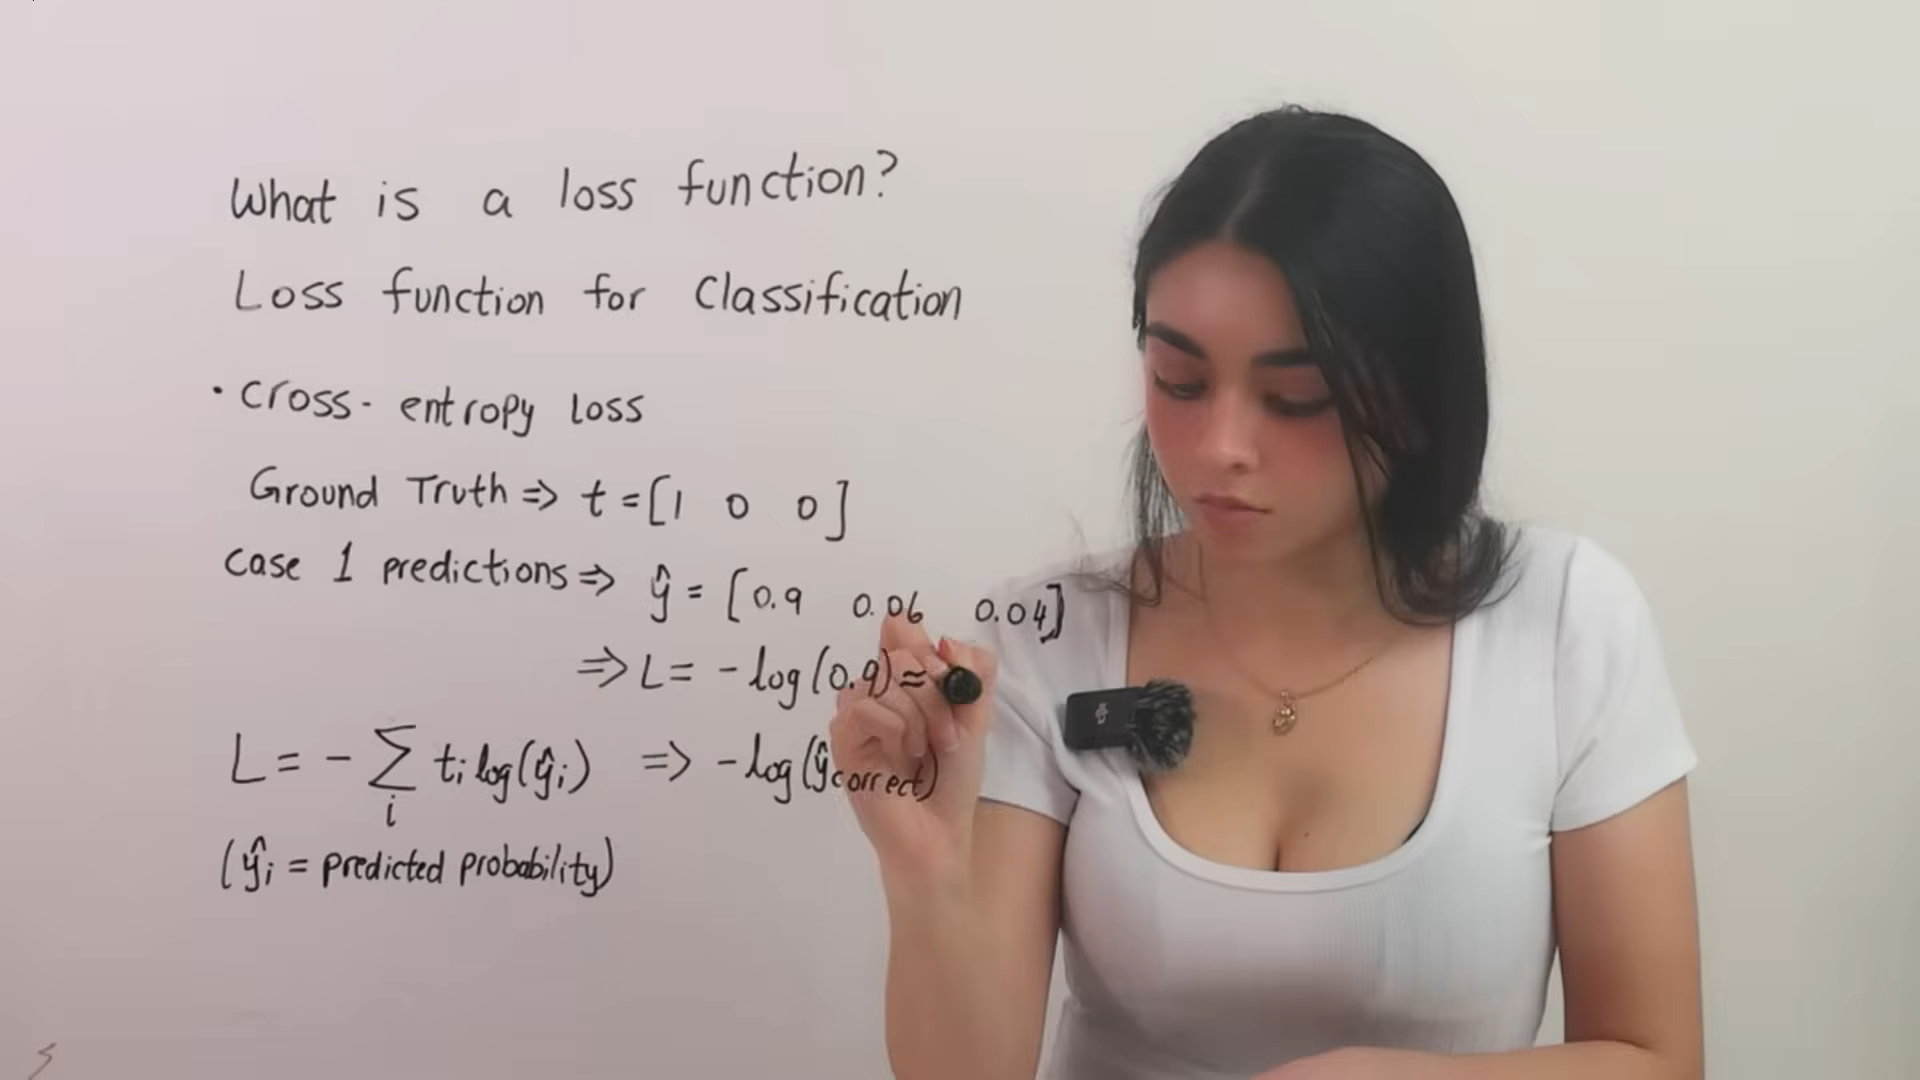 What is a loss function?
Loss function for Classification
• Cross-entropy loss
Ground Truth ⇒ t = [1 0 0]
case 1 predictions ⇒ ŷ = [0.9 0.06 0.04]
⇒ L = - log(0.9) ≈
L = - ∑ᵢ tᵢ log(ŷᵢ) ⇒ - log(ŷcorrect)
(ŷᵢ = predicted probability)